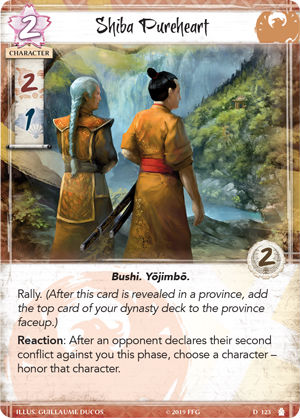 2
Shiba Pureheart
CHARACTER
2
1
2
Bushi. Yōjimbō.
Rally. (After this card is revealed in a province, add
the top card of your dynasty deck to the province
faceup.)
Reaction: After an opponent declares their second
conflict against you this phase, choose a character –
honor that character.
ILLUS. GUILLAUME DUCOS © 2019 FFG D 123